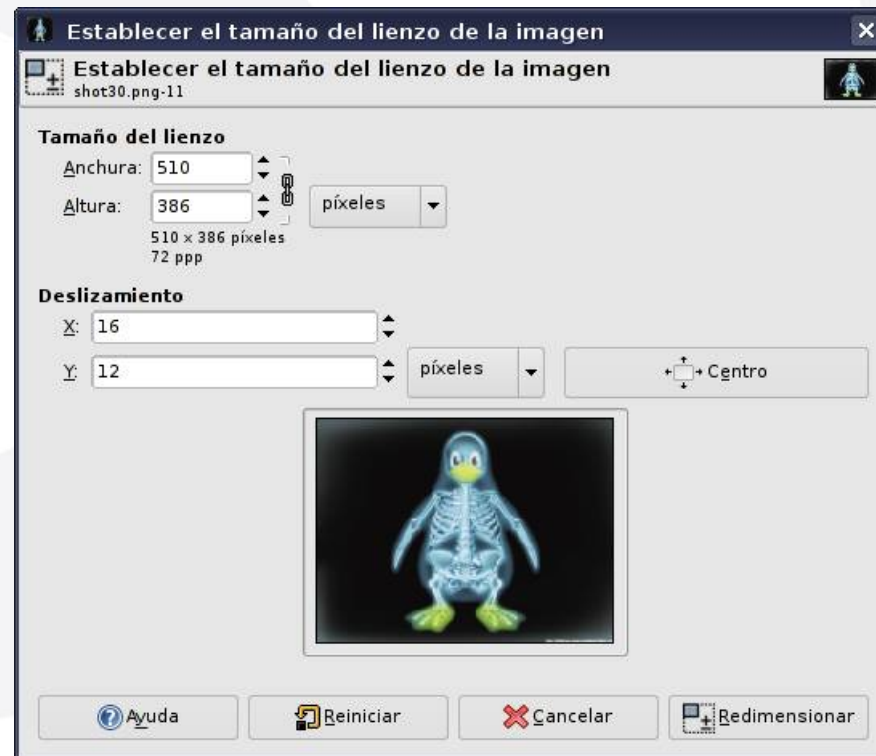 Establecer el tamaño del lienzo de la imagen
Establecer el tamaño del lienzo de la imagen
shot30.png-11
Tamaño del lienzo
Anchura: 510
Altura: 386 píxeles
510 × 386 píxeles
72 ppp
Deslizamiento
X: 16
Y: 12 píxeles Centro
Ayuda Reiniciar Cancelar Redimensionar